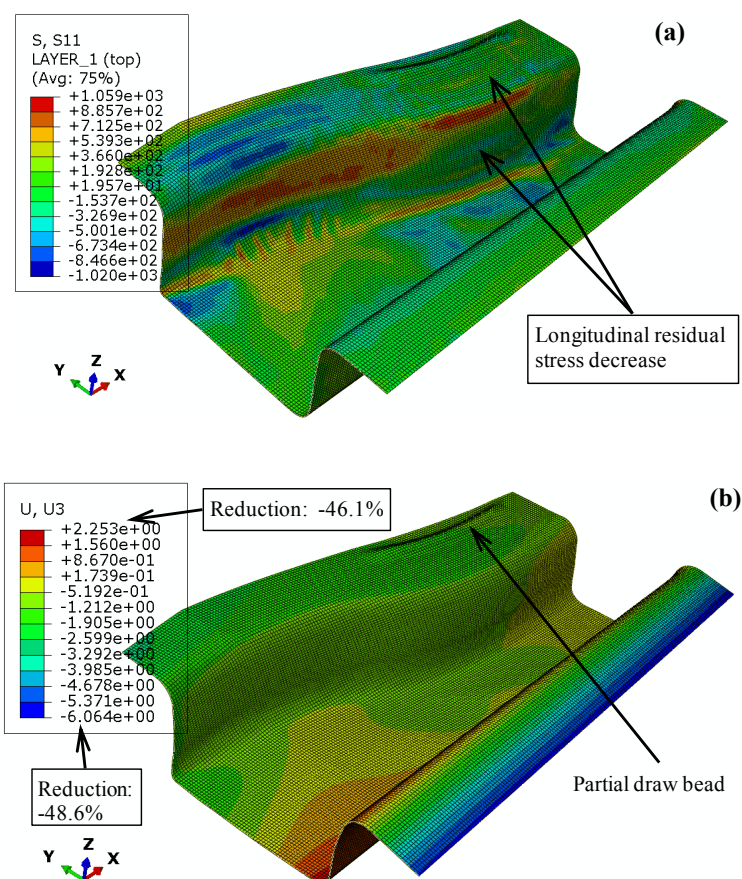 (a)
S, S11
LAYER_1 (top)
(Avg: 75%)
+1.059e+03
+8.857e+02
+7.125e+02
+5.393e+02
+3.660e+02
+1.928e+02
+1.957e+01
-1.537e+02
-3.269e+02
-5.001e+02
-6.734e+02
-8.466e+02
-1.020e+03
Longitudinal residual
stress decrease
Y Z X
(b)
Reduction: -46.1%
U, U3
+2.253e+00
+1.560e+00
+8.670e-01
+1.739e-01
-5.192e-01
-1.212e+00
-1.905e+00
-2.599e+00
-3.292e+00
-3.985e+00
-4.678e+00
-5.371e+00
-6.064e+00
Partial draw bead
Reduction:
-48.6%
Y Z X